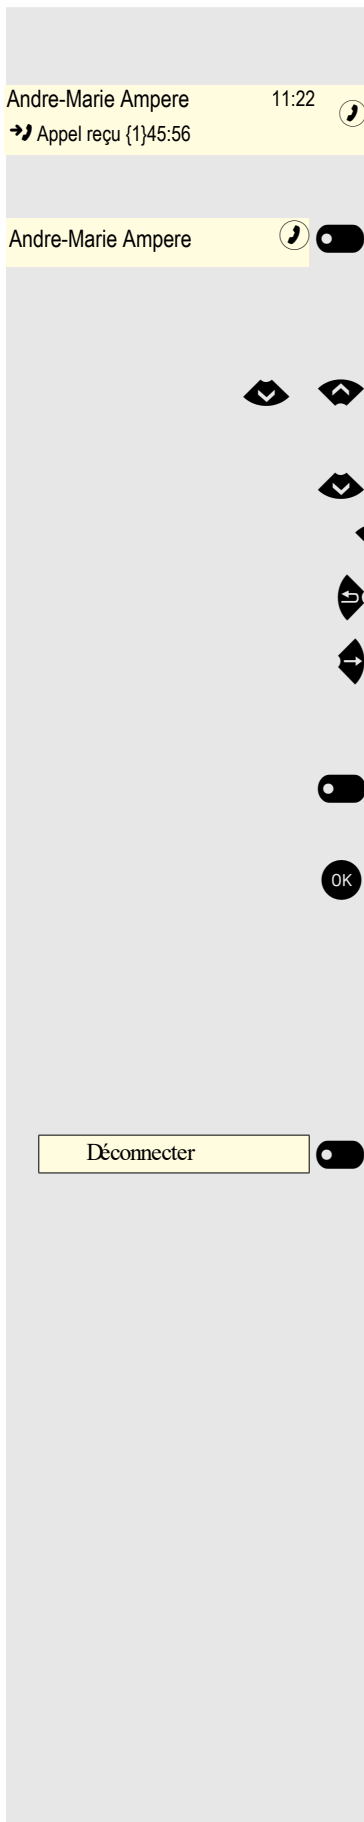 Andre-Marie Ampere 11:22
Appel reçu {1}45:56
Andre-Marie Ampere
OK
Déconnecter